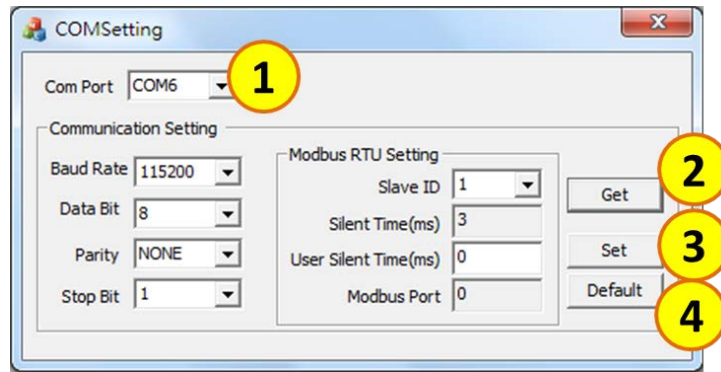 COMSetting
Com Port COM6 1
Communication Setting
Baud Rate 115200
Data Bit 8
Parity NONE
Stop Bit 1
Modbus RTU Setting
Slave ID 1
Silent Time(ms) 3
User Silent Time(ms) 0
Modbus Port 0
Get 2
Set 3
Default 4